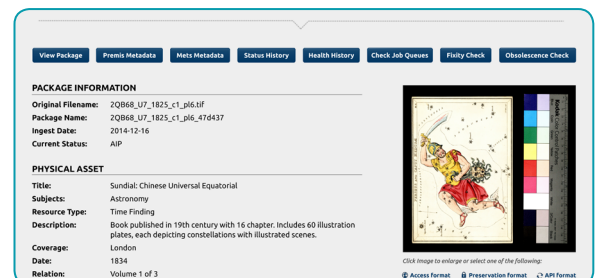 View Package Premis Metadata Mets Metadata Status History Health History Check Job Queues Fixity Check Obsolescence Check
PACKAGE INFORMATION
Original Filename: 2QB68_U7_1825_c1_pl6.tif
Package Name: 2QB68_U7_1825_c1_pl6_47d437
Ingest Date: 2014-12-16
Current Status: AIP
PHYSICAL ASSET
Title: Sundial: Chinese Universal Equatorial
Subjects: Astronomy
Resource Type: Time Finding
Description: Book published in 19th century with 16 chapter. Includes 60 illustration
plates, each depicting constellations with illustrated scenes.
Coverage: London
Date: 1834
Relation: Volume 1 of 3
Click Image to enlarge or select one of the following:
Access format Preservation format API format